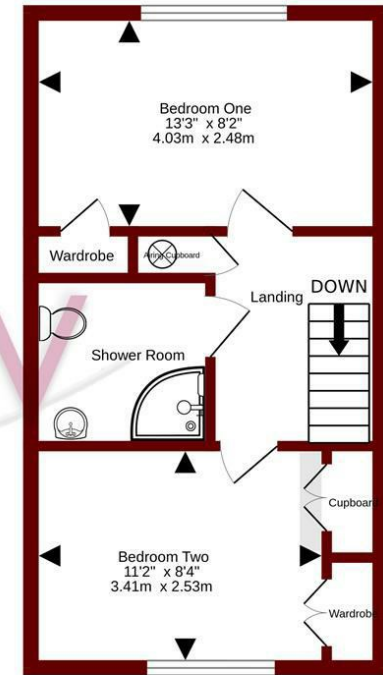 Bedroom One
13'3" x 8'2"
4.03m x 2.48m
Wardrobe
Airing Cupboard
Landing
DOWN
Shower Room
Cupboard
Bedroom Two
11'2" x 8'4"
3.41m x 2.53m
Wardrobe